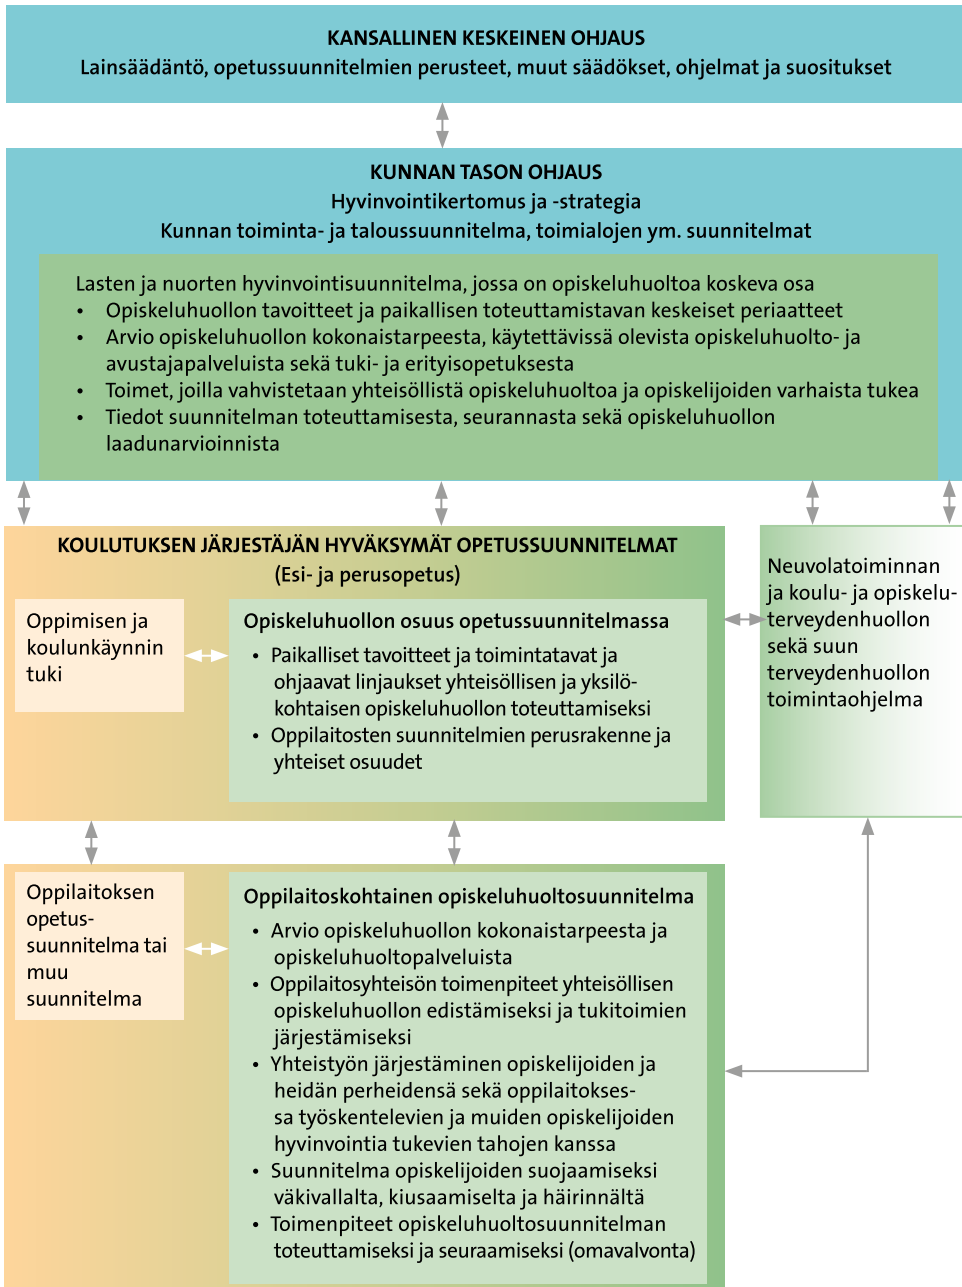 KANSALLINEN KESKEINEN OHJAUS
Lainsäädäntö, opetussuunnitelmien perusteet, muut säädökset, ohjelmat ja suositukset
KUNNAN TASON OHJAUS
Hyvinvointikertomus ja -strategia
Kunnan toiminta- ja taloussuunnitelma, toimialojen ym. suunnitelmat
Lasten ja nuorten hyvinvointisuunnitelma, jossa on opiskeluhuoltoa koskeva osa
• Opiskeluhuollon tavoitteet ja paikallisen toteuttamistavan keskeiset periaatteet
• Arvio opiskeluhuollon kokonaistarpeesta, käytettävissä olevista opiskeluhuolto- ja
avustajapalveluista sekä tuki- ja erityisopetuksesta
• Toimet, joilla vahvistetaan yhteisöllistä opiskeluhuoltoa ja opiskelijoiden varhaista tukea
• Tiedot suunnitelman toteuttamisesta, seurannasta sekä opiskeluhuollon
laadunarvioinnista
KOULUTUKSEN JÄRJESTÄJÄN HYVÄKSYMÄT OPETUSSUUNNITELMAT
(Esi- ja perusopetus)
Oppimisen ja
koulunkäynnin
tuki
Opiskeluhuollon osuus opetussuunnitelmassa
• Paikalliset tavoitteet ja toimintatavat ja
ohjaavat linjaukset yhteisöllisen ja yksilö-
kohtaisen opiskeluhuollon toteuttamiseksi
• Oppilaitosten suunnitelmien perusrakenne ja
yhteiset osuudet
Neuvolatoiminnan
ja koulu- ja opiskelu-
terveydenhuollon
sekä suun
terveydenhuollon
toimintaohjelma
Oppilaitoksen
opetus-
suunnitelma tai
muu
suunnitelma
Oppilaitoskohtainen opiskeluhuoltosuunnitelma
• Arvio opiskeluhuollon kokonaistarpeesta ja
opiskeluhuoltopalveluista
• Oppilaitosyhteisön toimenpiteet yhteisöllisen
opiskeluhuollon edistämiseksi ja tukitoimien
järjestämiseksi
• Yhteistyön järjestäminen opiskelijoiden ja
heidän perheidensä sekä oppilaitokses-
sa työskentelevien ja muiden opiskelijoiden
hyvinvointia tukevien tahojen kanssa
• Suunnitelma opiskelijoiden suojaamiseksi
väkivallalta, kiusaamiselta ja häirinnältä
• Toimenpiteet opiskeluhuoltosuunnitelman
toteuttamiseksi ja seuraamiseksi (omavalvonta)